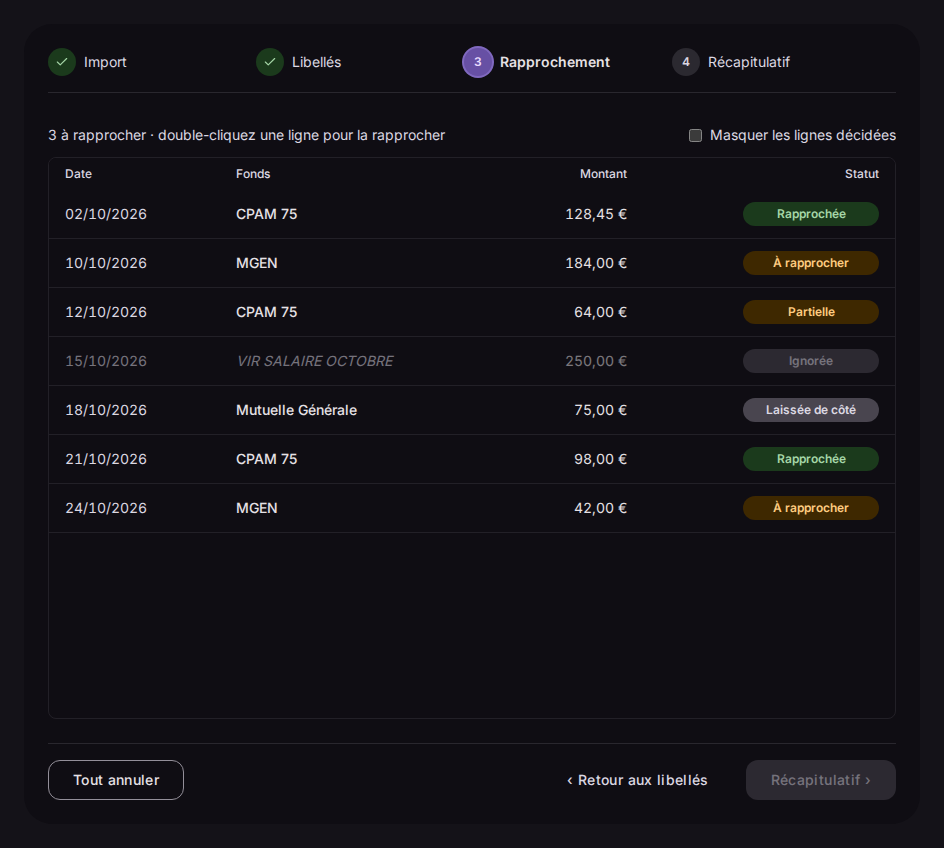 Import
Libellés
3 Rapprochement
4 Récapitulatif
3 à rapprocher · double-cliquez une ligne pour la rapprocher
Masquer les lignes décidées
Date Fonds Montant Statut
02/10/2026 CPAM 75 128,45 € Rapprochée
10/10/2026 MGEN 184,00 € À rapprocher
12/10/2026 CPAM 75 64,00 € Partielle
15/10/2026 VIR SALAIRE OCTOBRE 250,00 € Ignorée
18/10/2026 Mutuelle Générale 75,00 € Laissée de côté
21/10/2026 CPAM 75 98,00 € Rapprochée
24/10/2026 MGEN 42,00 € À rapprocher
Tout annuler
‹ Retour aux libellés
Récapitulatif ›